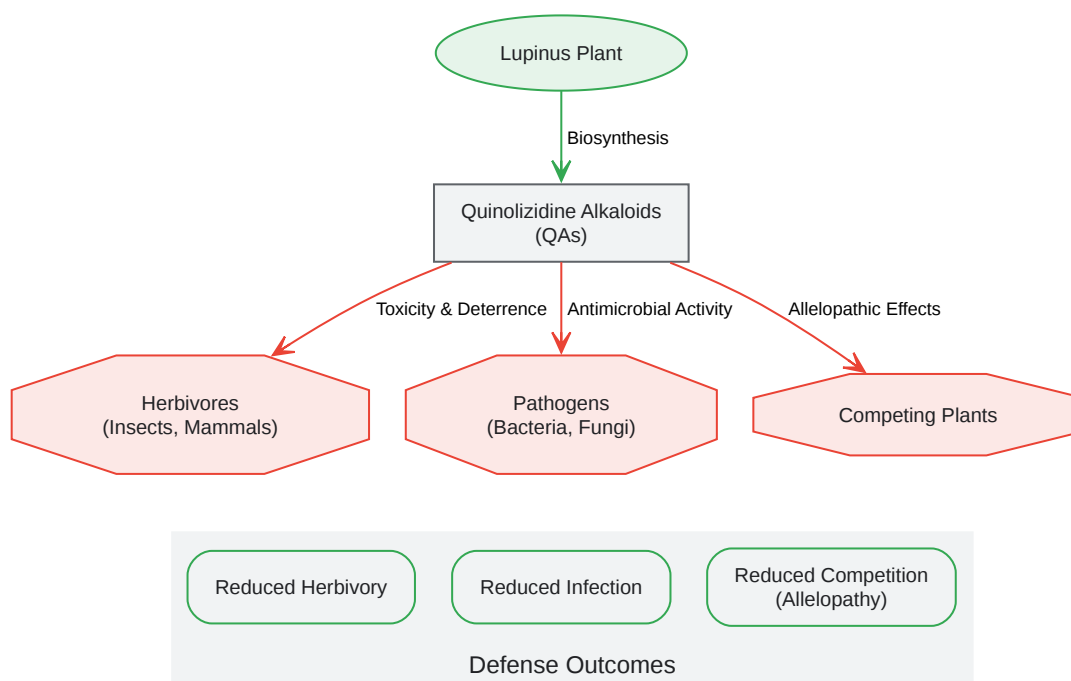 Lupinus Plant
Biosynthesis
Quinolizidine Alkaloids
(QAs)
Toxicity & Deterrence
Antimicrobial Activity
Allelopathic Effects
Herbivores
(Insects, Mammals)
Pathogens
(Bacteria, Fungi)
Competing Plants
Reduced Herbivory
Reduced Infection
Reduced Competition
(Allelopathy)
Defense Outcomes